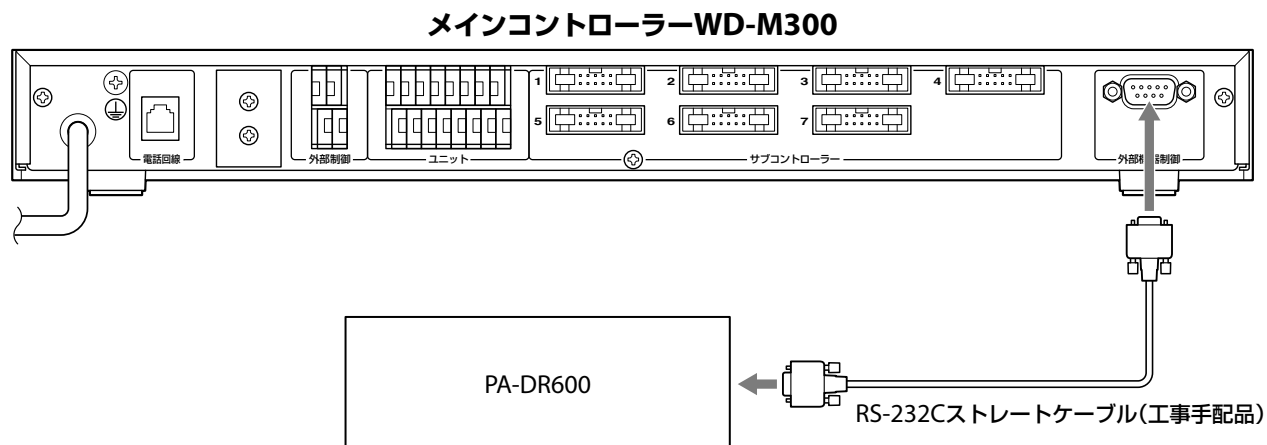 メインコントローラーWD-M300
1 2 3 4
5 6 7
電話回線 外部制御 ユニット サブコントローラー 外部機器制御
PA-DR600
RS-232Cストレートケーブル（工事手配品）